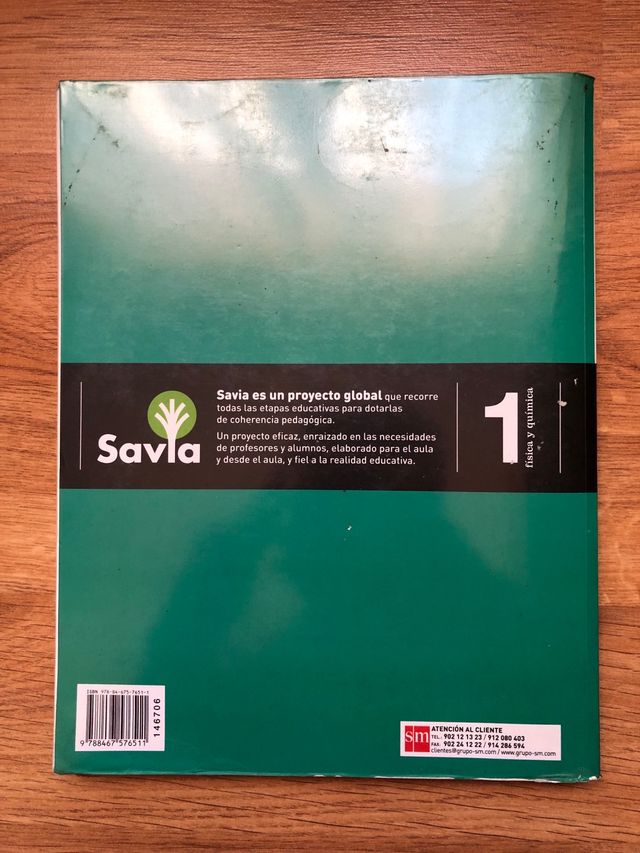 Savia
Savia es un proyecto global que recorre
todas las etapas educativas para dotarlas
de coherencia pedagógica.
Un proyecto eficaz, enraizado en las necesidades
de profesores y alumnos, elaborado para el aula
y desde el aula, y fiel a la realidad educativa.
1
física y química
ISBN 978-84-675-7651-1
9 788467 576511
146706
sm
ATENCIÓN AL CLIENTE
TEL.: 902 12 13 23 / 912 080 403
FAX. 902 24 12 22 / 914 286 594
clientes@grupo-sm.com / www.grupo-sm.com